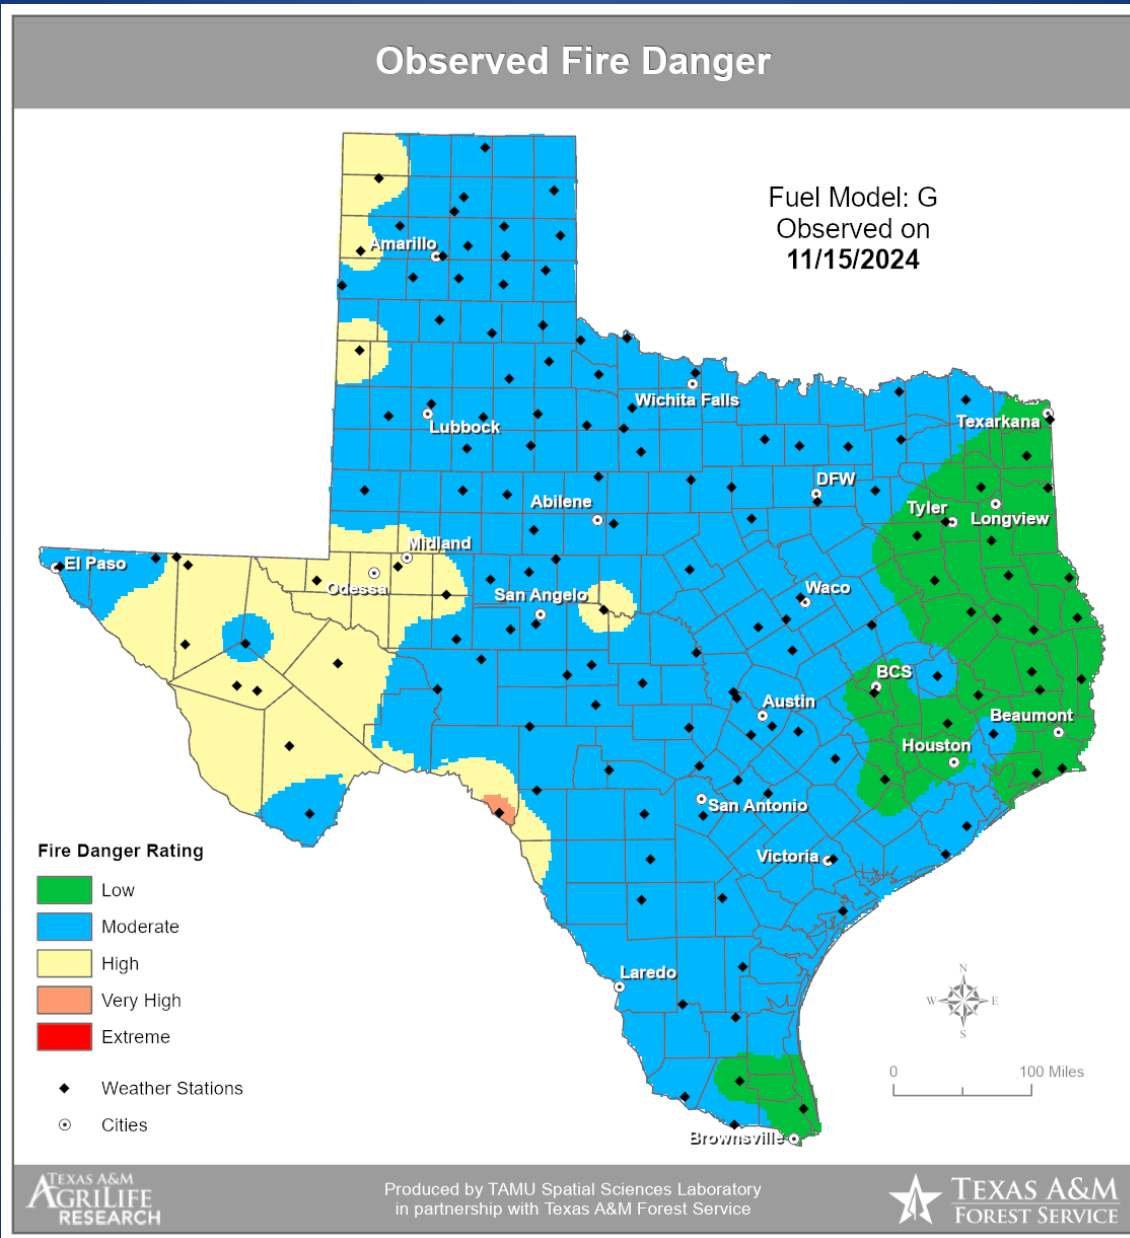 Observed Fire Danger
Fuel Model: G
Observed on
11/15/2024
Amarillo
Wichita Falls
Lubbock
Texarkana
DFW
Abilene
Tyler
Longview
Midland
El Paso
Odessa
San Angelo
Waco
BCS
Austin
Beaumont
Houston
San Antonio
Victoria
Laredo
Brownsville
Fire Danger Rating
Low
Moderate
High
Very High
Extreme
Weather Stations
Cities
N
W E
S
0 100 Miles
TEXAS A&M
AGRILIFE
RESEARCH
Produced by TAMU Spatial Sciences Laboratory
in partnership with Texas A&M Forest Service
TEXAS A&M
FOREST SERVICE